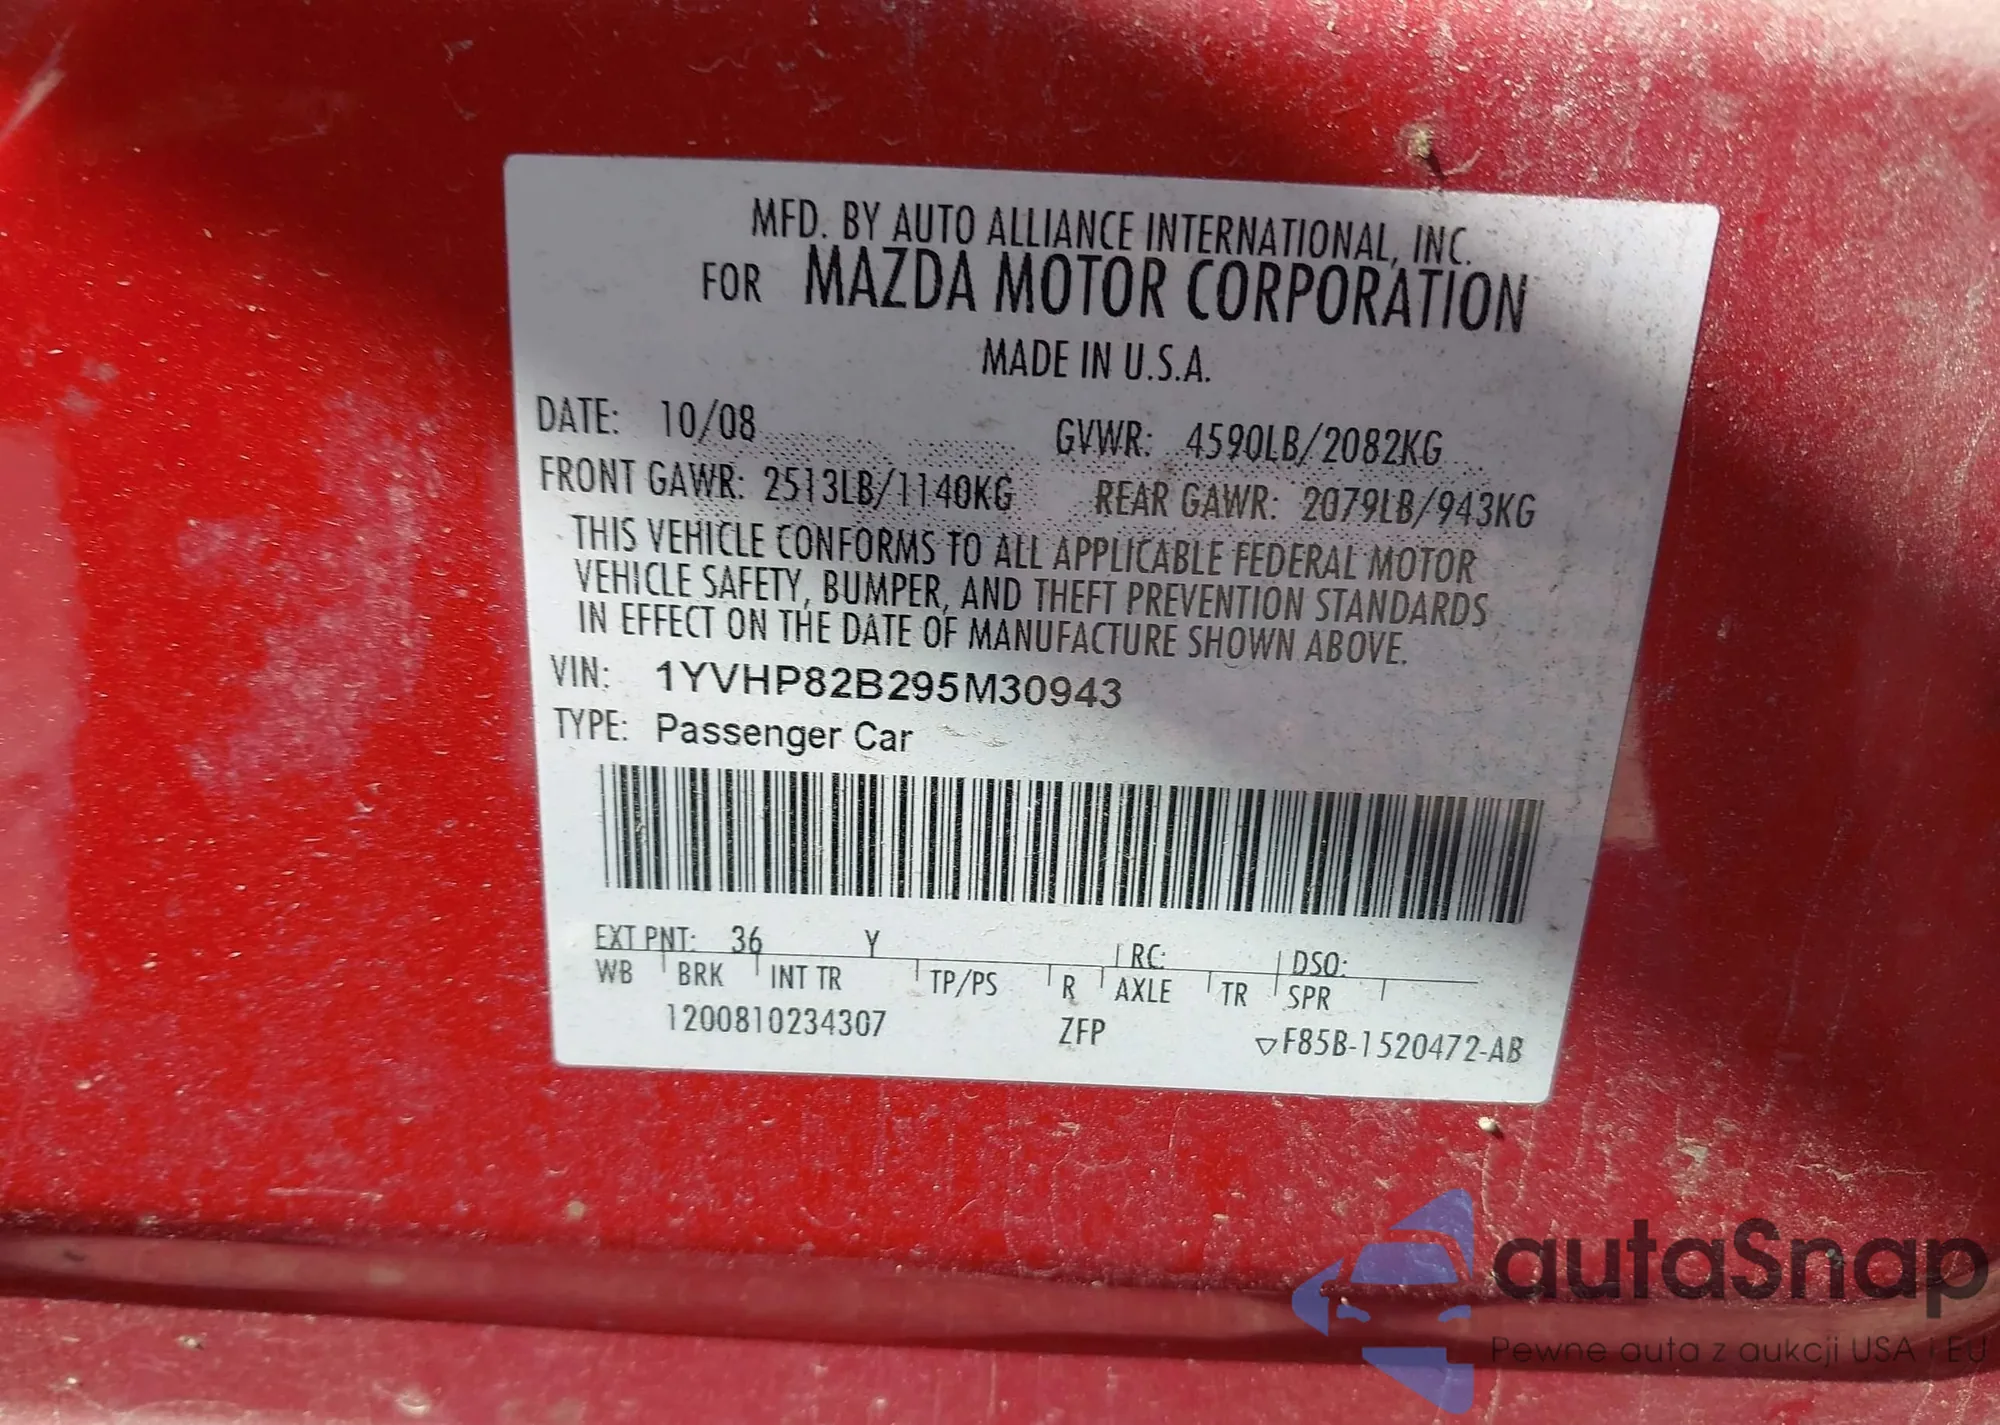 MFD. BY AUTO ALLIANCE INTERNATIONAL, INC.
FOR MAZDA MOTOR CORPORATION
MADE IN U.S.A.
DATE: 10/08 GVWR: 4590LB/2082KG
FRONT GAWR: 2513LB/1140KG REAR GAWR: 2079LB/943KG
THIS VEHICLE CONFORMS TO ALL APPLICABLE FEDERAL MOTOR
VEHICLE SAFETY, BUMPER, AND THEFT PREVENTION STANDARDS
IN EFFECT ON THE DATE OF MANUFACTURE SHOWN ABOVE.
VIN: 1YVHP82B295M30943
TYPE: Passenger Car
EXT PNT: 36 Y RC: DSO:
WB BRK INT TR TP/PS R AXLE TR SPR
1200810234307 ZFP ▽F85B-1520472-AB
autaSnap
Pewne auta z aukcji USA i EU